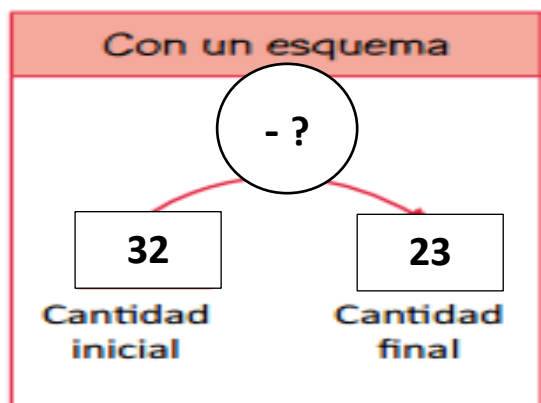 Con un esquema
- ?
32
23
Cantidad
inicial
Cantidad
final